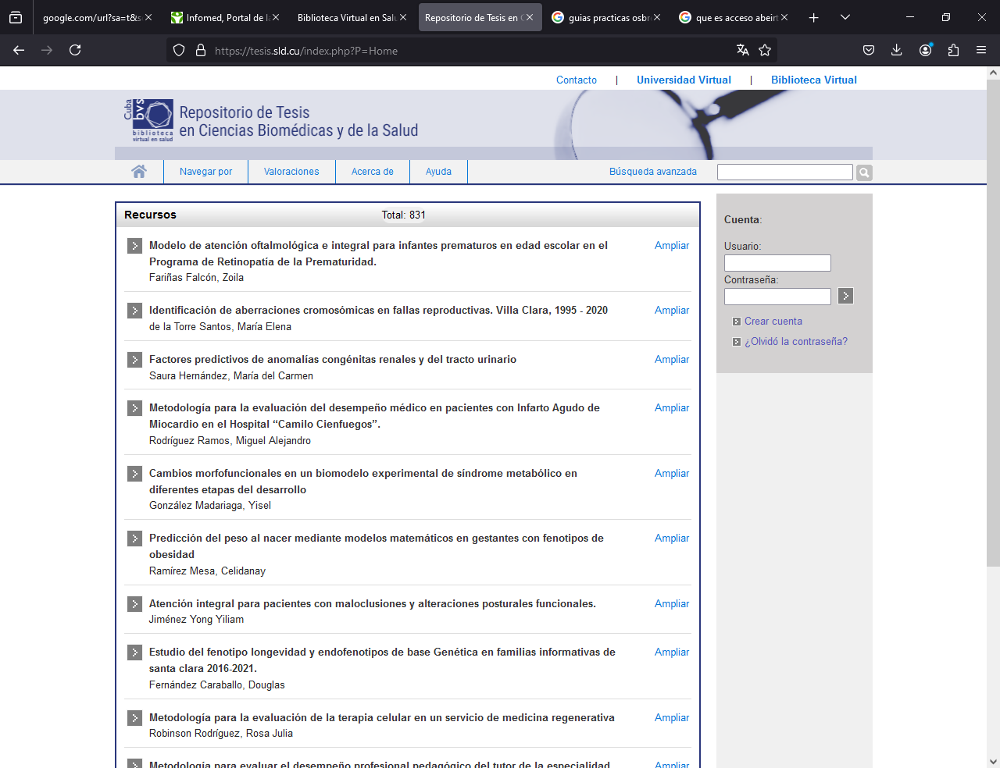 google.com/url?sa=t&s
Infomed, Portal de la
Biblioteca Virtual en Salu
Repositorio de Tesis en C
guias practicas osbre
que es acceso abeirt
https://tesis.sld.cu/index.php?P=Home
Contacto | Universidad Virtual | Biblioteca Virtual
Cuba
bvs
biblioteca
virtual en salud
Repositorio de Tesis
en Ciencias Biomédicas y de la Salud
Navegar por
Valoraciones
Acerca de
Ayuda
Búsqueda avanzada
Recursos Total: 831
Modelo de atención oftalmológica e integral para infantes prematuros en edad escolar en el Ampliar
Programa de Retinopatía de la Prematuridad.
Fariñas Falcón, Zoila
Identificación de aberraciones cromosómicas en fallas reproductivas. Villa Clara, 1995 - 2020 Ampliar
de la Torre Santos, María Elena
Factores predictivos de anomalías congénitas renales y del tracto urinario Ampliar
Saura Hernández, María del Carmen
Metodología para la evaluación del desempeño médico en pacientes con Infarto Agudo de Ampliar
Miocardio en el Hospital “Camilo Cienfuegos”.
Rodríguez Ramos, Miguel Alejandro
Cambios morfofuncionales en un biomodelo experimental de síndrome metabólico en Ampliar
diferentes etapas del desarrollo
González Madariaga, Yisel
Predicción del peso al nacer mediante modelos matemáticos en gestantes con fenotipos de Ampliar
obesidad
Ramírez Mesa, Celidanay
Atención integral para pacientes con maloclusiones y alteraciones posturales funcionales. Ampliar
Jiménez Yong Yiliam
Estudio del fenotipo longevidad y endofenotipos de base Genética en familias informativas de Ampliar
santa clara 2016-2021.
Fernández Caraballo, Douglas
Metodología para la evaluación de la terapia celular en un servicio de medicina regenerativa Ampliar
Robinson Rodríguez, Rosa Julia
Metodología para evaluar el desempeño profesional pedagógico del tutor de la especialidad Ampliar
Cuenta:
Usuario:
Contraseña:
Crear cuenta
¿Olvidó la contraseña?